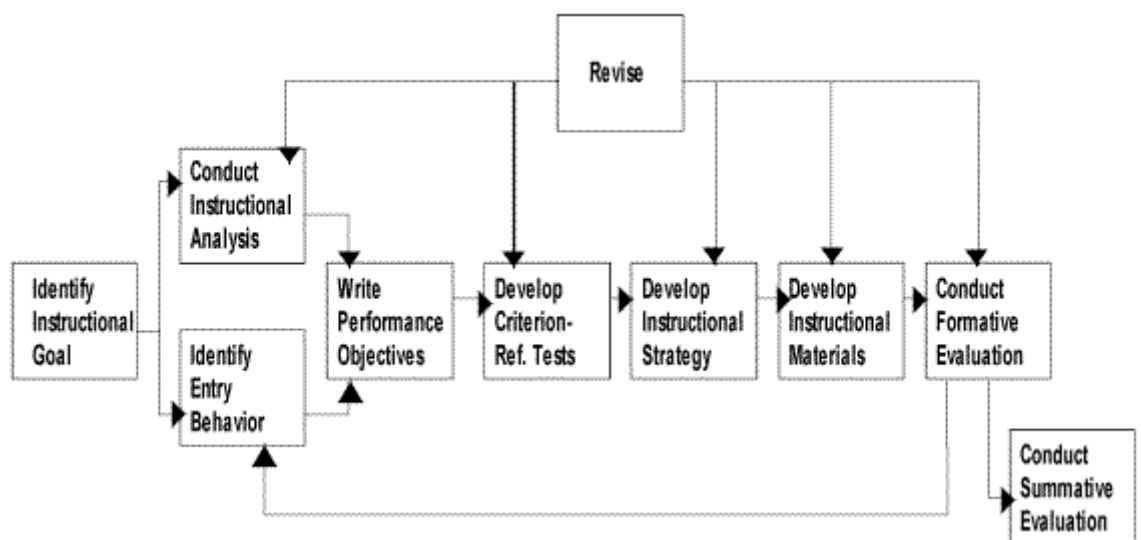 Revise
Conduct
Instructional
Analysis
Identify
Instructional
Goal
Identify
Entry
Behavior
Write
Performance
Objectives
Develop
Criterion-
Ref. Tests
Develop
Instructional
Strategy
Develop
Instructional
Materials
Conduct
Formative
Evaluation
Conduct
Summative
Evaluation